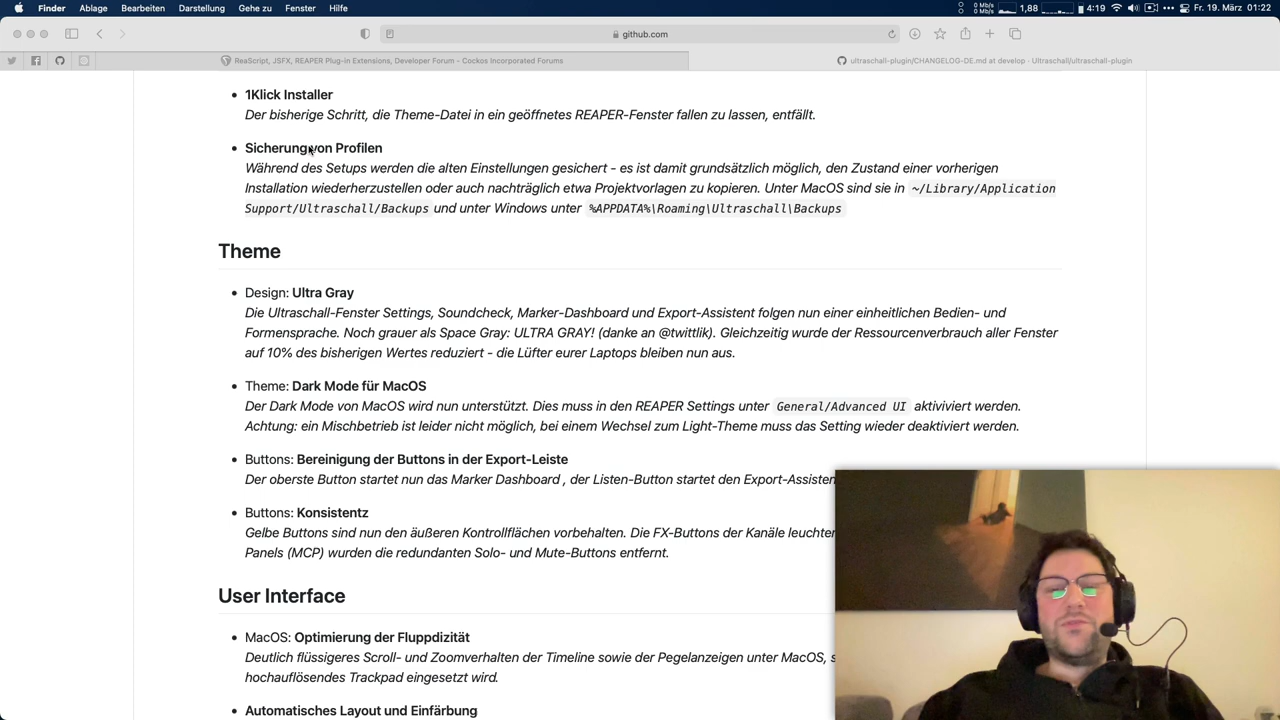 Finder Ablage Bearbeiten Darstellung Gehe zu Fenster Hilfe 0 Mb/s 0 Mb/s 1,88 4:19 Fr. 19. März 01:22
github.com
ReaScript, JSFX, REAPER Plug-in Extensions, Developer Forum - Cockos Incorporated Forums
ultraschall-plugin/CHANGELOG-DE.md at develop · Ultraschall/ultraschall-plugin
1Klick Installer
Der bisherige Schritt, die Theme-Datei in ein geöffnetes REAPER-Fenster fallen zu lassen, entfällt.
Sicherung von Profilen
Während des Setups werden die alten Einstellungen gesichert - es ist damit grundsätzlich möglich, den Zustand einer vorherigen
Installation wiederherzustellen oder auch nachträglich etwa Projektvorlagen zu kopieren. Unter MacOS sind sie in ~/Library/Application
Support/Ultraschall/Backups und unter Windows unter %APPDATA%\Roaming\Ultraschall\Backups
Theme
Design: Ultra Gray
Die Ultraschall-Fenster Settings, Soundcheck, Marker-Dashboard und Export-Assistent folgen nun einer einheitlichen Bedien- und
Formensprache. Noch grauer als Space Gray: ULTRA GRAY! (danke an @twittlik). Gleichzeitig wurde der Ressourcenverbrauch aller Fenster
auf 10% des bisherigen Wertes reduziert - die Lüfter eurer Laptops bleiben nun aus.
Theme: Dark Mode für MacOS
Der Dark Mode von MacOS wird nun unterstützt. Dies muss in den REAPER Settings unter General/Advanced UI aktiviviert werden.
Achtung: ein Mischbetrieb ist leider nicht möglich, bei einem Wechsel zum Light-Theme muss das Setting wieder deaktiviert werden.
Buttons: Bereinigung der Buttons in der Export-Leiste
Der oberste Button startet nun das Marker Dashboard , der Listen-Button startet den Export-Assisten
Buttons: Konsistentz
Gelbe Buttons sind nun den äußeren Kontrollflächen vorbehalten. Die FX-Buttons der Kanäle leuchten
Panels (MCP) wurden die redundanten Solo- und Mute-Buttons entfernt.
User Interface
MacOS: Optimierung der Fluppdizität
Deutlich flüssigeres Scroll- und Zoomverhalten der Timeline sowie der Pegelanzeigen unter MacOS, s
hochauflösendes Trackpad eingesetzt wird.
Automatisches Layout und Einfärbung